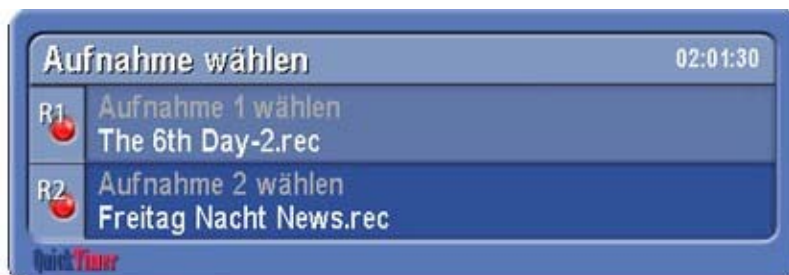 Aufnahme wählen 02:01:30
R1 Aufnahme 1 wählen
The 6th Day-2.rec
R2 Aufnahme 2 wählen
Freitag Nacht News.rec
QuickTimer